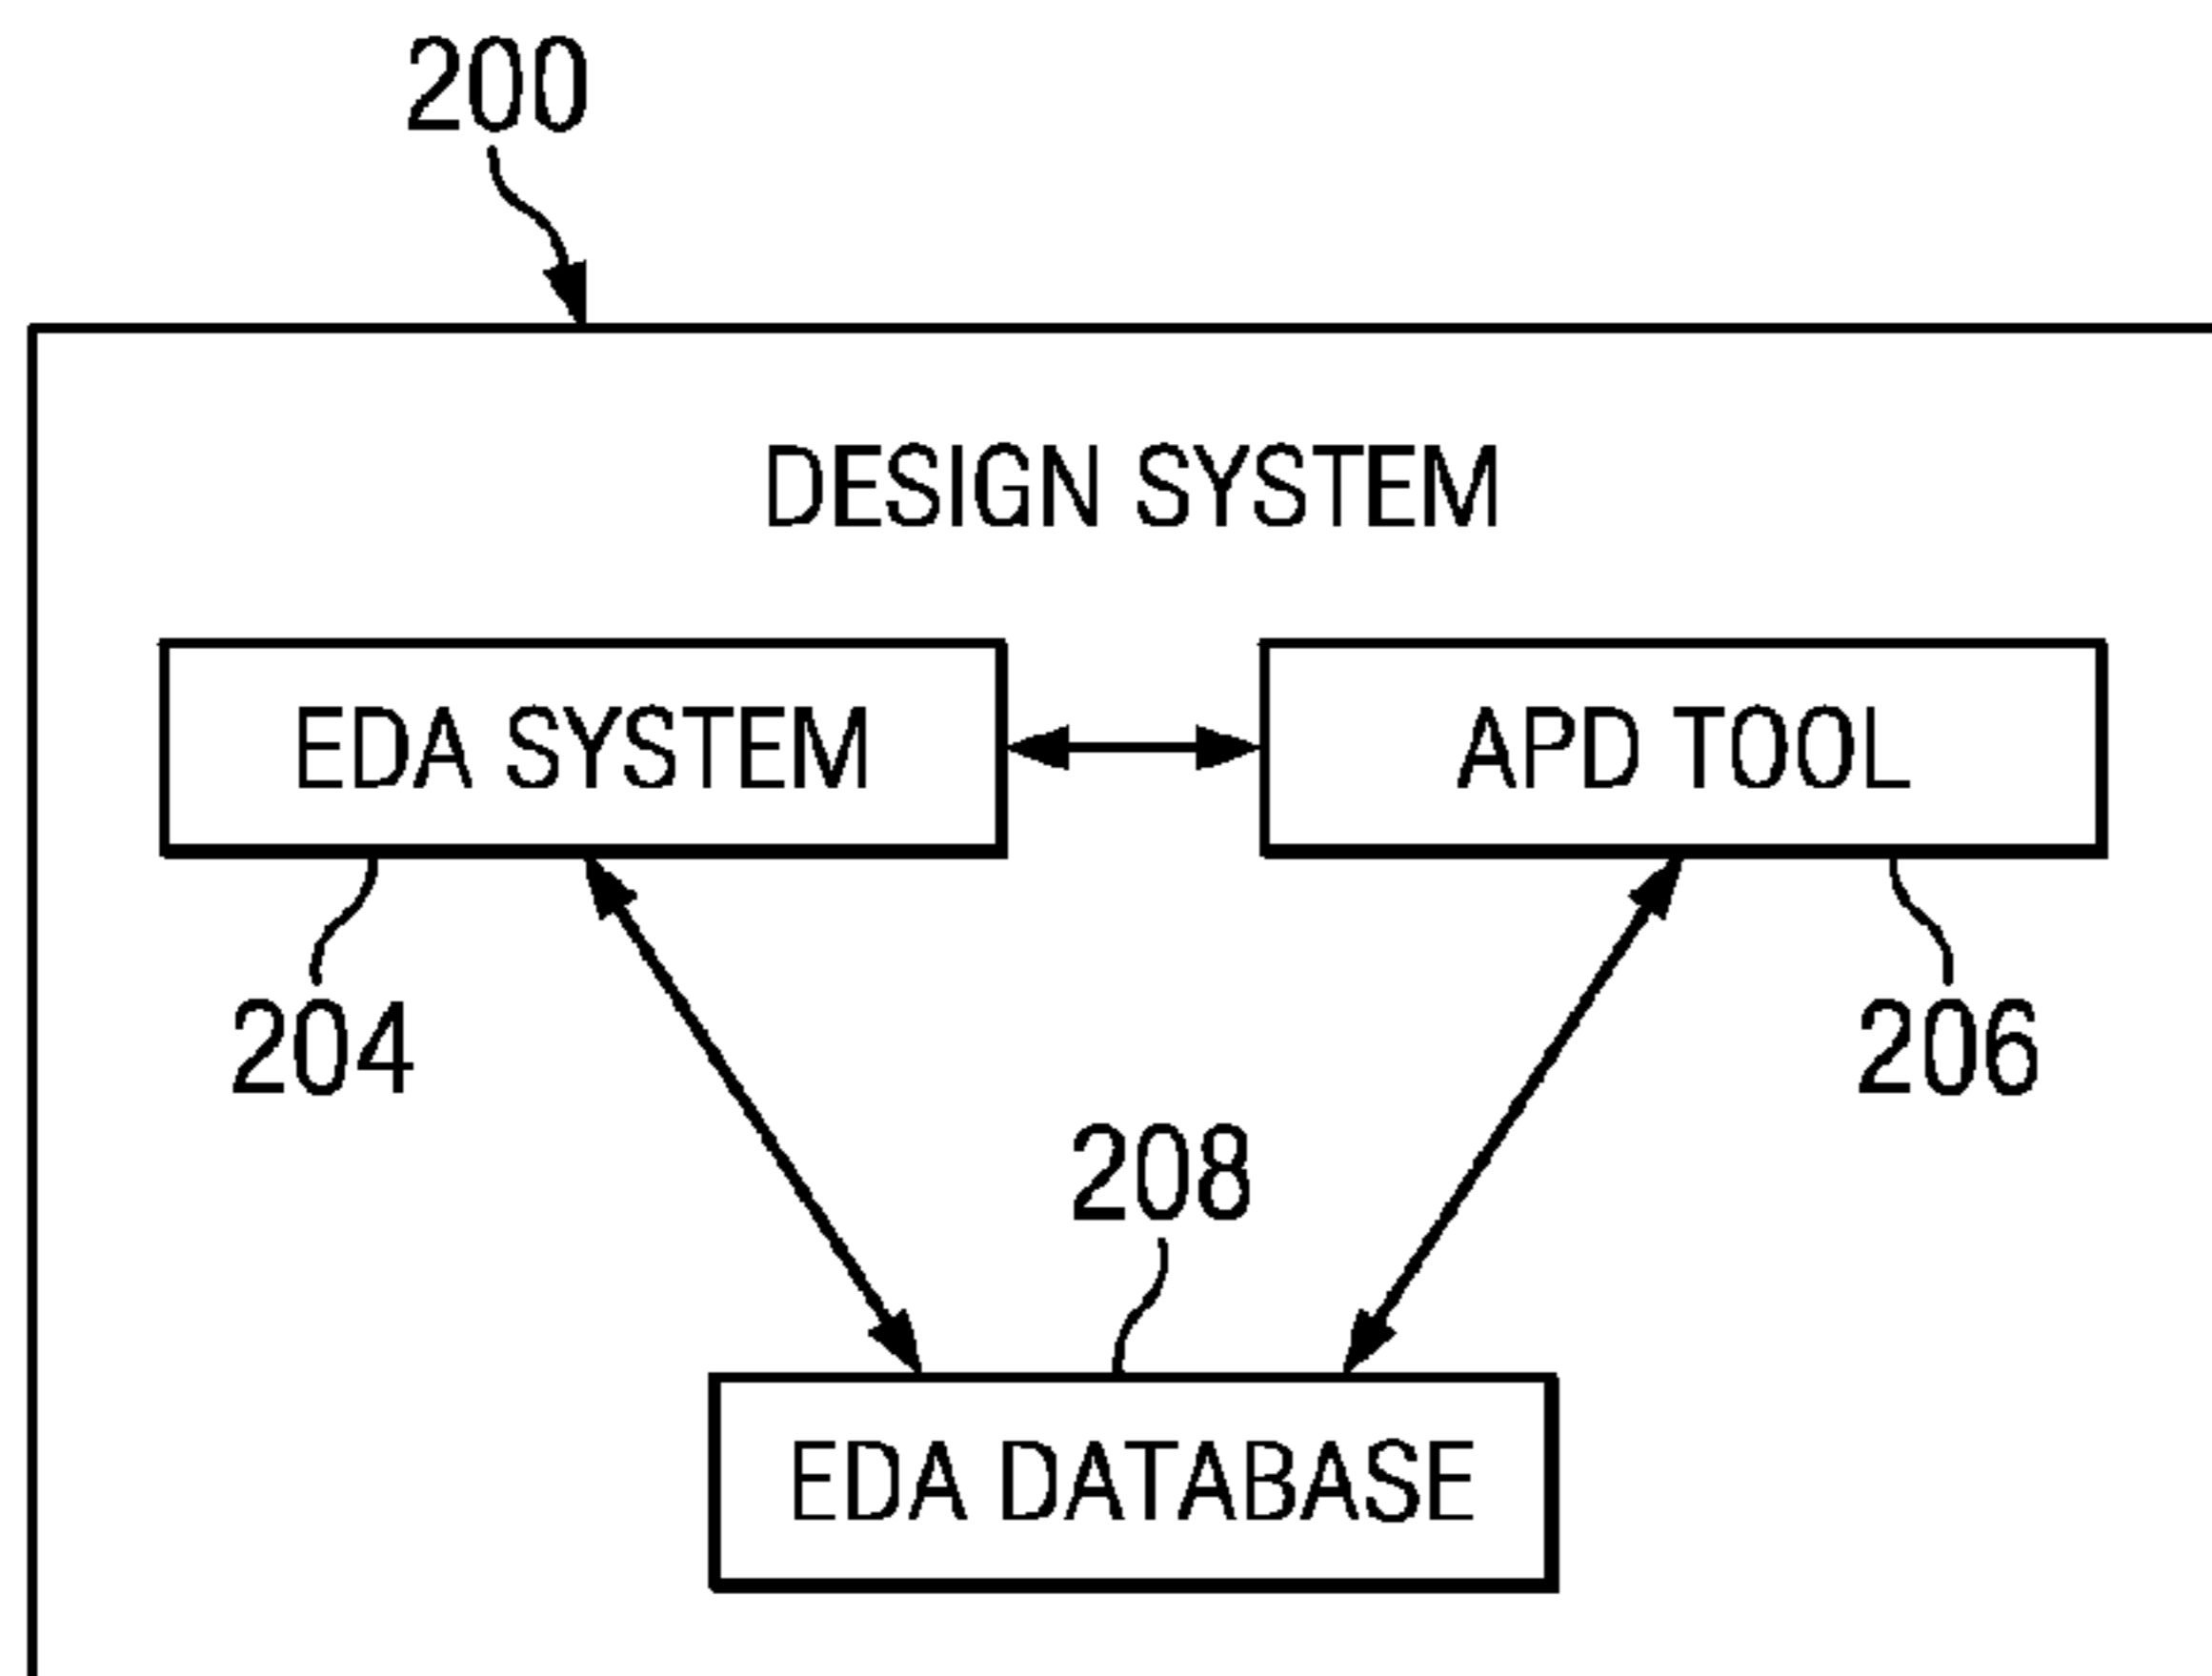 200
DESIGN SYSTEM
EDA SYSTEM
APD TOOL
204
206
208
EDA DATABASE